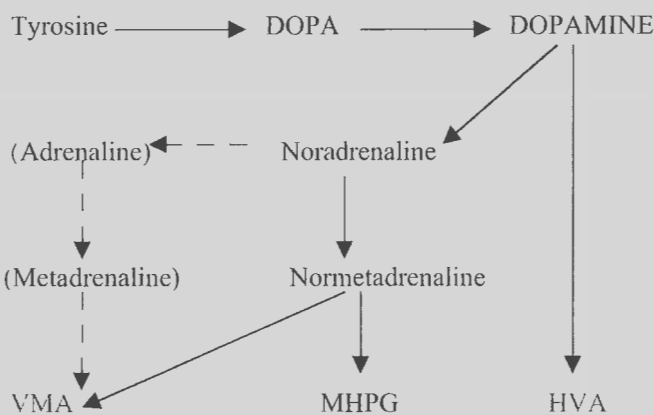 Tyrosine DOPA DOPAMINE
(Adrenaline) Noradrenaline
(Metadrenaline) Normetadrenaline
VMA MHPG HVA